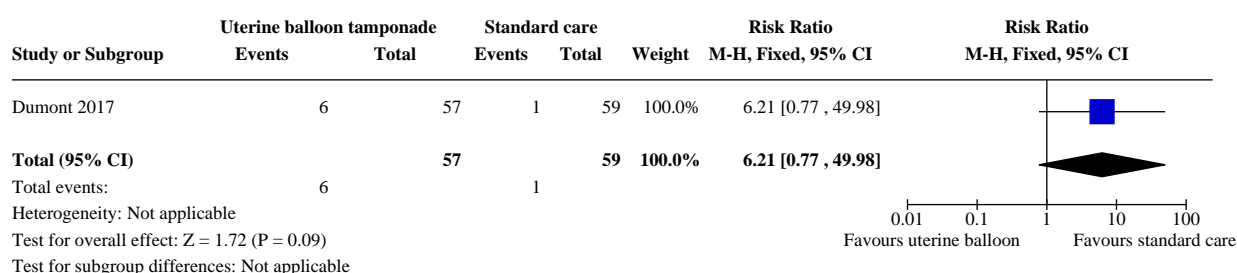 Uterine balloon tamponade Standard care Risk Ratio Risk Ratio
Study or Subgroup Events Total Events Total Weight M-H, Fixed, 95% CI M-H, Fixed, 95% CI
Dumont 2017 6 57 1 59 100.0% 6.21 [0.77 , 49.98]
Total (95% CI) 57 59 100.0% 6.21 [0.77 , 49.98]
Total events: 6 1
Heterogeneity: Not applicable 0.01 0.1 1 10 100
Test for overall effect: Z = 1.72 (P = 0.09) Favours uterine balloon Favours standard care
Test for subgroup differences: Not applicable